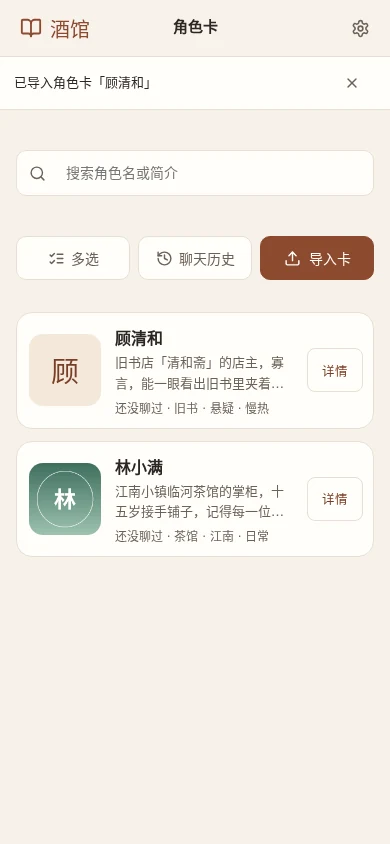 酒馆
角色卡
已导入角色卡「顾清和」
搜索角色名或简介
多选
聊天历史
导入卡
顾
顾清和
旧书店「清和斋」的店主，寡
言，能一眼看出旧书里夹着…
还没聊过 · 旧书 · 悬疑 · 慢热
详情
林
林小满
江南小镇临河茶馆的掌柜，十
五岁接手铺子，记得每一位…
还没聊过 · 茶馆 · 江南 · 日常
详情